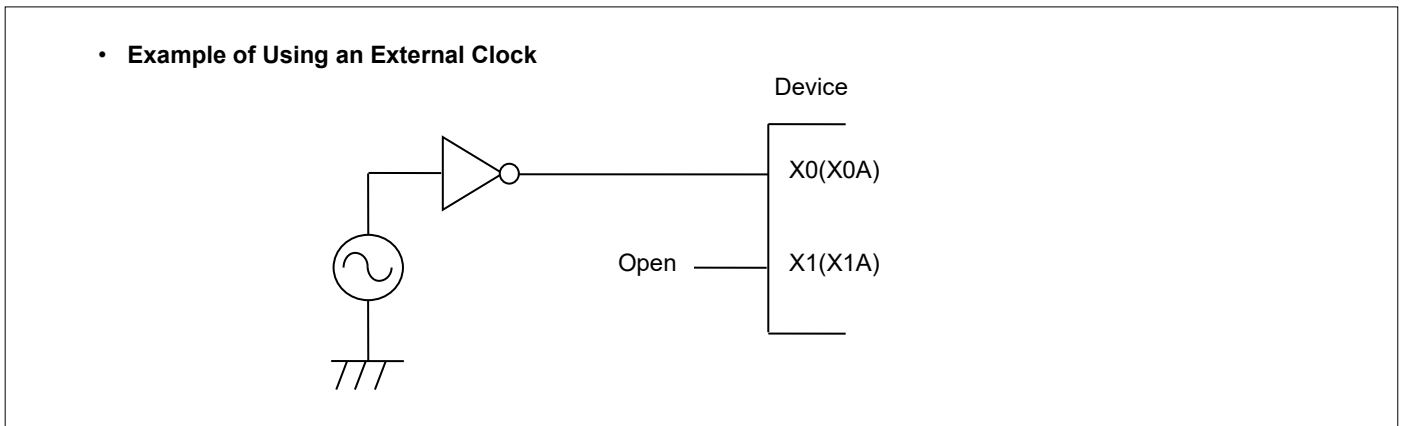 • Example of Using an External Clock
Device
X0(X0A)
Open
X1(X1A)